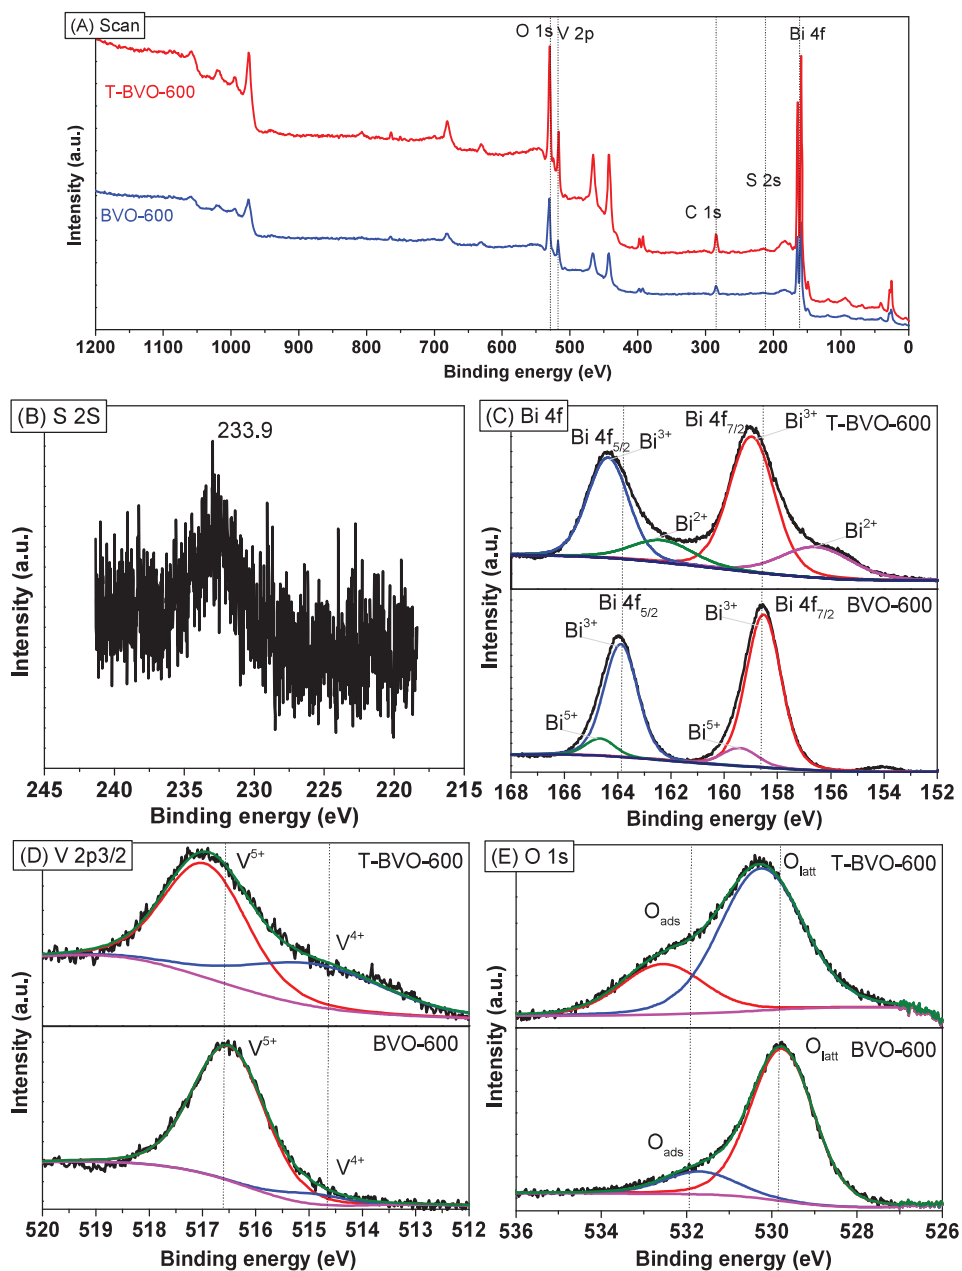 (A) Scan
O 1s
V 2p
Bi 4f
T-BVO-600
S 2s
C 1s
BVO-600
Intensity (a.u.)
1200 1100 1000 900 800 700 600 500 400 300 200 100 0
Binding energy (eV)
(B) S 2S
233.9
Intensity (a.u.)
245 240 235 230 225 220 215
Binding energy (eV)
(C) Bi 4f
Bi 4f5/2
Bi3+
Bi 4f7/2
Bi3+
T-BVO-600
Bi2+
Bi2+
Bi 4f5/2
Bi3+
Bi3+
Bi 4f7/2
BVO-600
Bi5+
Bi5+
Intensity (a.u.)
168 166 164 162 160 158 156 154 152
Binding energy (eV)
(D) V 2p3/2
V5+
T-BVO-600
V4+
V5+
BVO-600
V4+
Intensity (a.u.)
Intensity (a.u.)
520 519 518 517 516 515 514 513 512
Binding energy (eV)
(E) O 1s
Olatt
T-BVO-600
Oads
Olatt
BVO-600
Oads
Intensity (a.u.)
Intensity (a.u.)
536 534 532 530 528 526
Binding energy (eV)